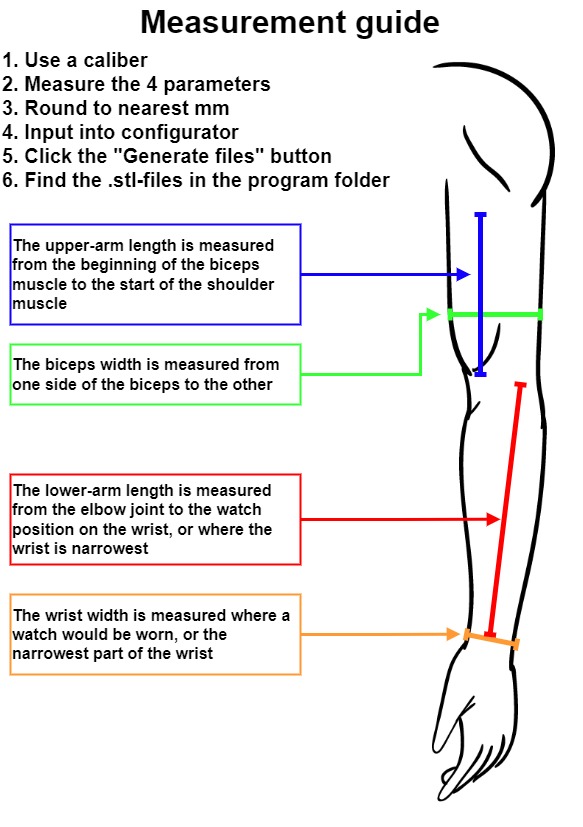 Measurement guide
1. Use a caliber
2. Measure the 4 parameters
3. Round to nearest mm
4. Input into configurator
5. Click the "Generate files" button
6. Find the .stl-files in the program folder
The upper-arm length is measured
from the beginning of the biceps
muscle to the start of the shoulder
muscle
The biceps width is measured from
one side of the biceps to the other
The lower-arm length is measured
from the elbow joint to the watch
position on the wrist, or where the
wrist is narrowest
The wrist width is measured where a
watch would be worn, or the
narrowest part of the wrist